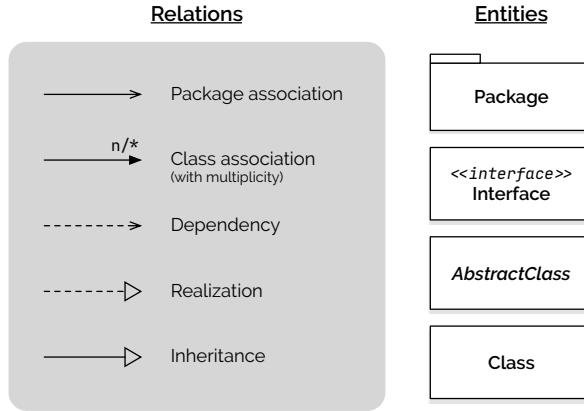 Relations
Package association
n/*
Class association
(with multiplicity)
Dependency
Realization
Inheritance
Entities
Package
<<interface>>
Interface
AbstractClass
Class